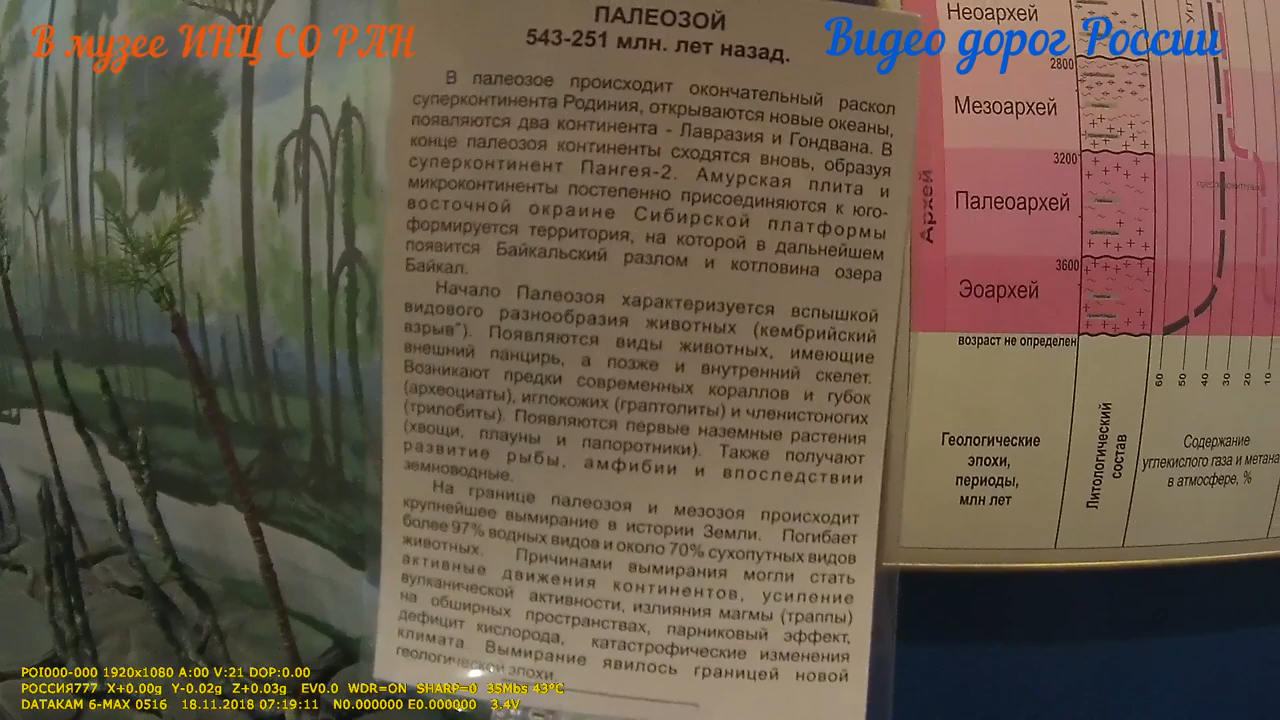 В музее ИНЦ СО РАН
Видео дорог России
ПАЛЕОЗОЙ
543-251 млн. лет назад.
В палеозое происходит окончательный раскол
суперконтинента Родиния, открываются новые океаны,
появляются два континента - Лавразия и Гондвана. В
конце палеозоя континенты сходятся вновь, образуя
суперконтинент Пангея-2. Амурская плита и
микроконтиненты постепенно присоединяются к юго-
восточной окраине Сибирской платформы
формируется территория, на которой в дальнейшем
появится Байкальский разлом и котловина озера
Байкал.
Начало Палеозоя характеризуется вспышкой
видового разнообразия животных (кембрийский
взрыв"). Появляются виды животных, имеющие
внешний панцирь, а позже и внутренний скелет.
Возникают предки современных кораллов и губок
(археоциаты), иглокожих (граптолиты) и членистоногих
(трилобиты). Появляются первые наземные растения
(хвощи, плауны и папоротники). Также получают
развитие рыбы, амфибии и впоследствии
земноводные.
На границе палеозоя и мезозоя происходит
крупнейшее вымирание в истории Земли. Погибает
более 97% водных видов и около 70% сухопутных видов
животных. Причинами вымирания могли стать
активные движения континентов, усиление
вулканической активности, излияния магмы (траппы)
на обширных пространствах, парниковый эффект,
дефицит кислорода, катастрофические изменения
климата. Вымирание явилось границей новой
геологической эпохи.
Неоархей
2800
Мезоархей
3200
Палеоархей
3600
Эоархей
Архей
возраст не определен
60 50 40 30 20 10
Геологические
эпохи,
периоды,
млн лет
Литологический
состав
Содержание
углекислого газа и метана
в атмосфере, %
POI000-000 1920x1080 A:00 V:21 DOP:0.00
РОССИЯ777 X+0.00g Y-0.02g Z+0.03g EV0.0 WDR=ON SHARP=0 35Mbs 43°C
DATAKAM 6-MAX 0516 18.11.2018 07:19:11 N0.000000 E0.000000 3.4V